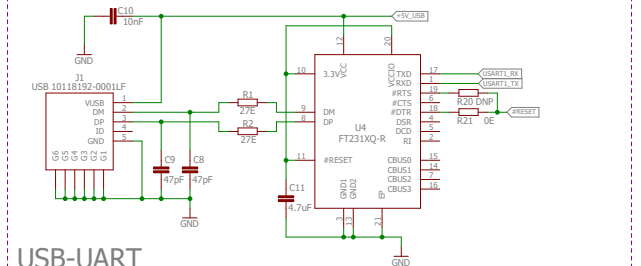 C10
10nF
GND
+5V_USB
J1
USB 10118192-0001LF
VUSB 1
DM 2
DP 3
ID 4
GND 5
G6 G5 G4 G3 G2 G1
R1
27E
R2
27E
C9
47pF
C8
47pF
GND
C11
4.7uF
12
20
VCC
VCCIO
10 3.3V
9 DM
8 DP
11 #RESET
U4
FT231XQ-R
TXD 17
RXD 1
#RTS 19
#CTS 6
#DTR 18
DSR 4
DCD 5
RI 2
CBUS0 15
CBUS1 14
CBUS2 7
CBUS3 16
GND1
GND2
EP
3
13
21
GND
USART1_RX
USART1_TX
R20 DNP
R21 0E
#RESET
USB-UART